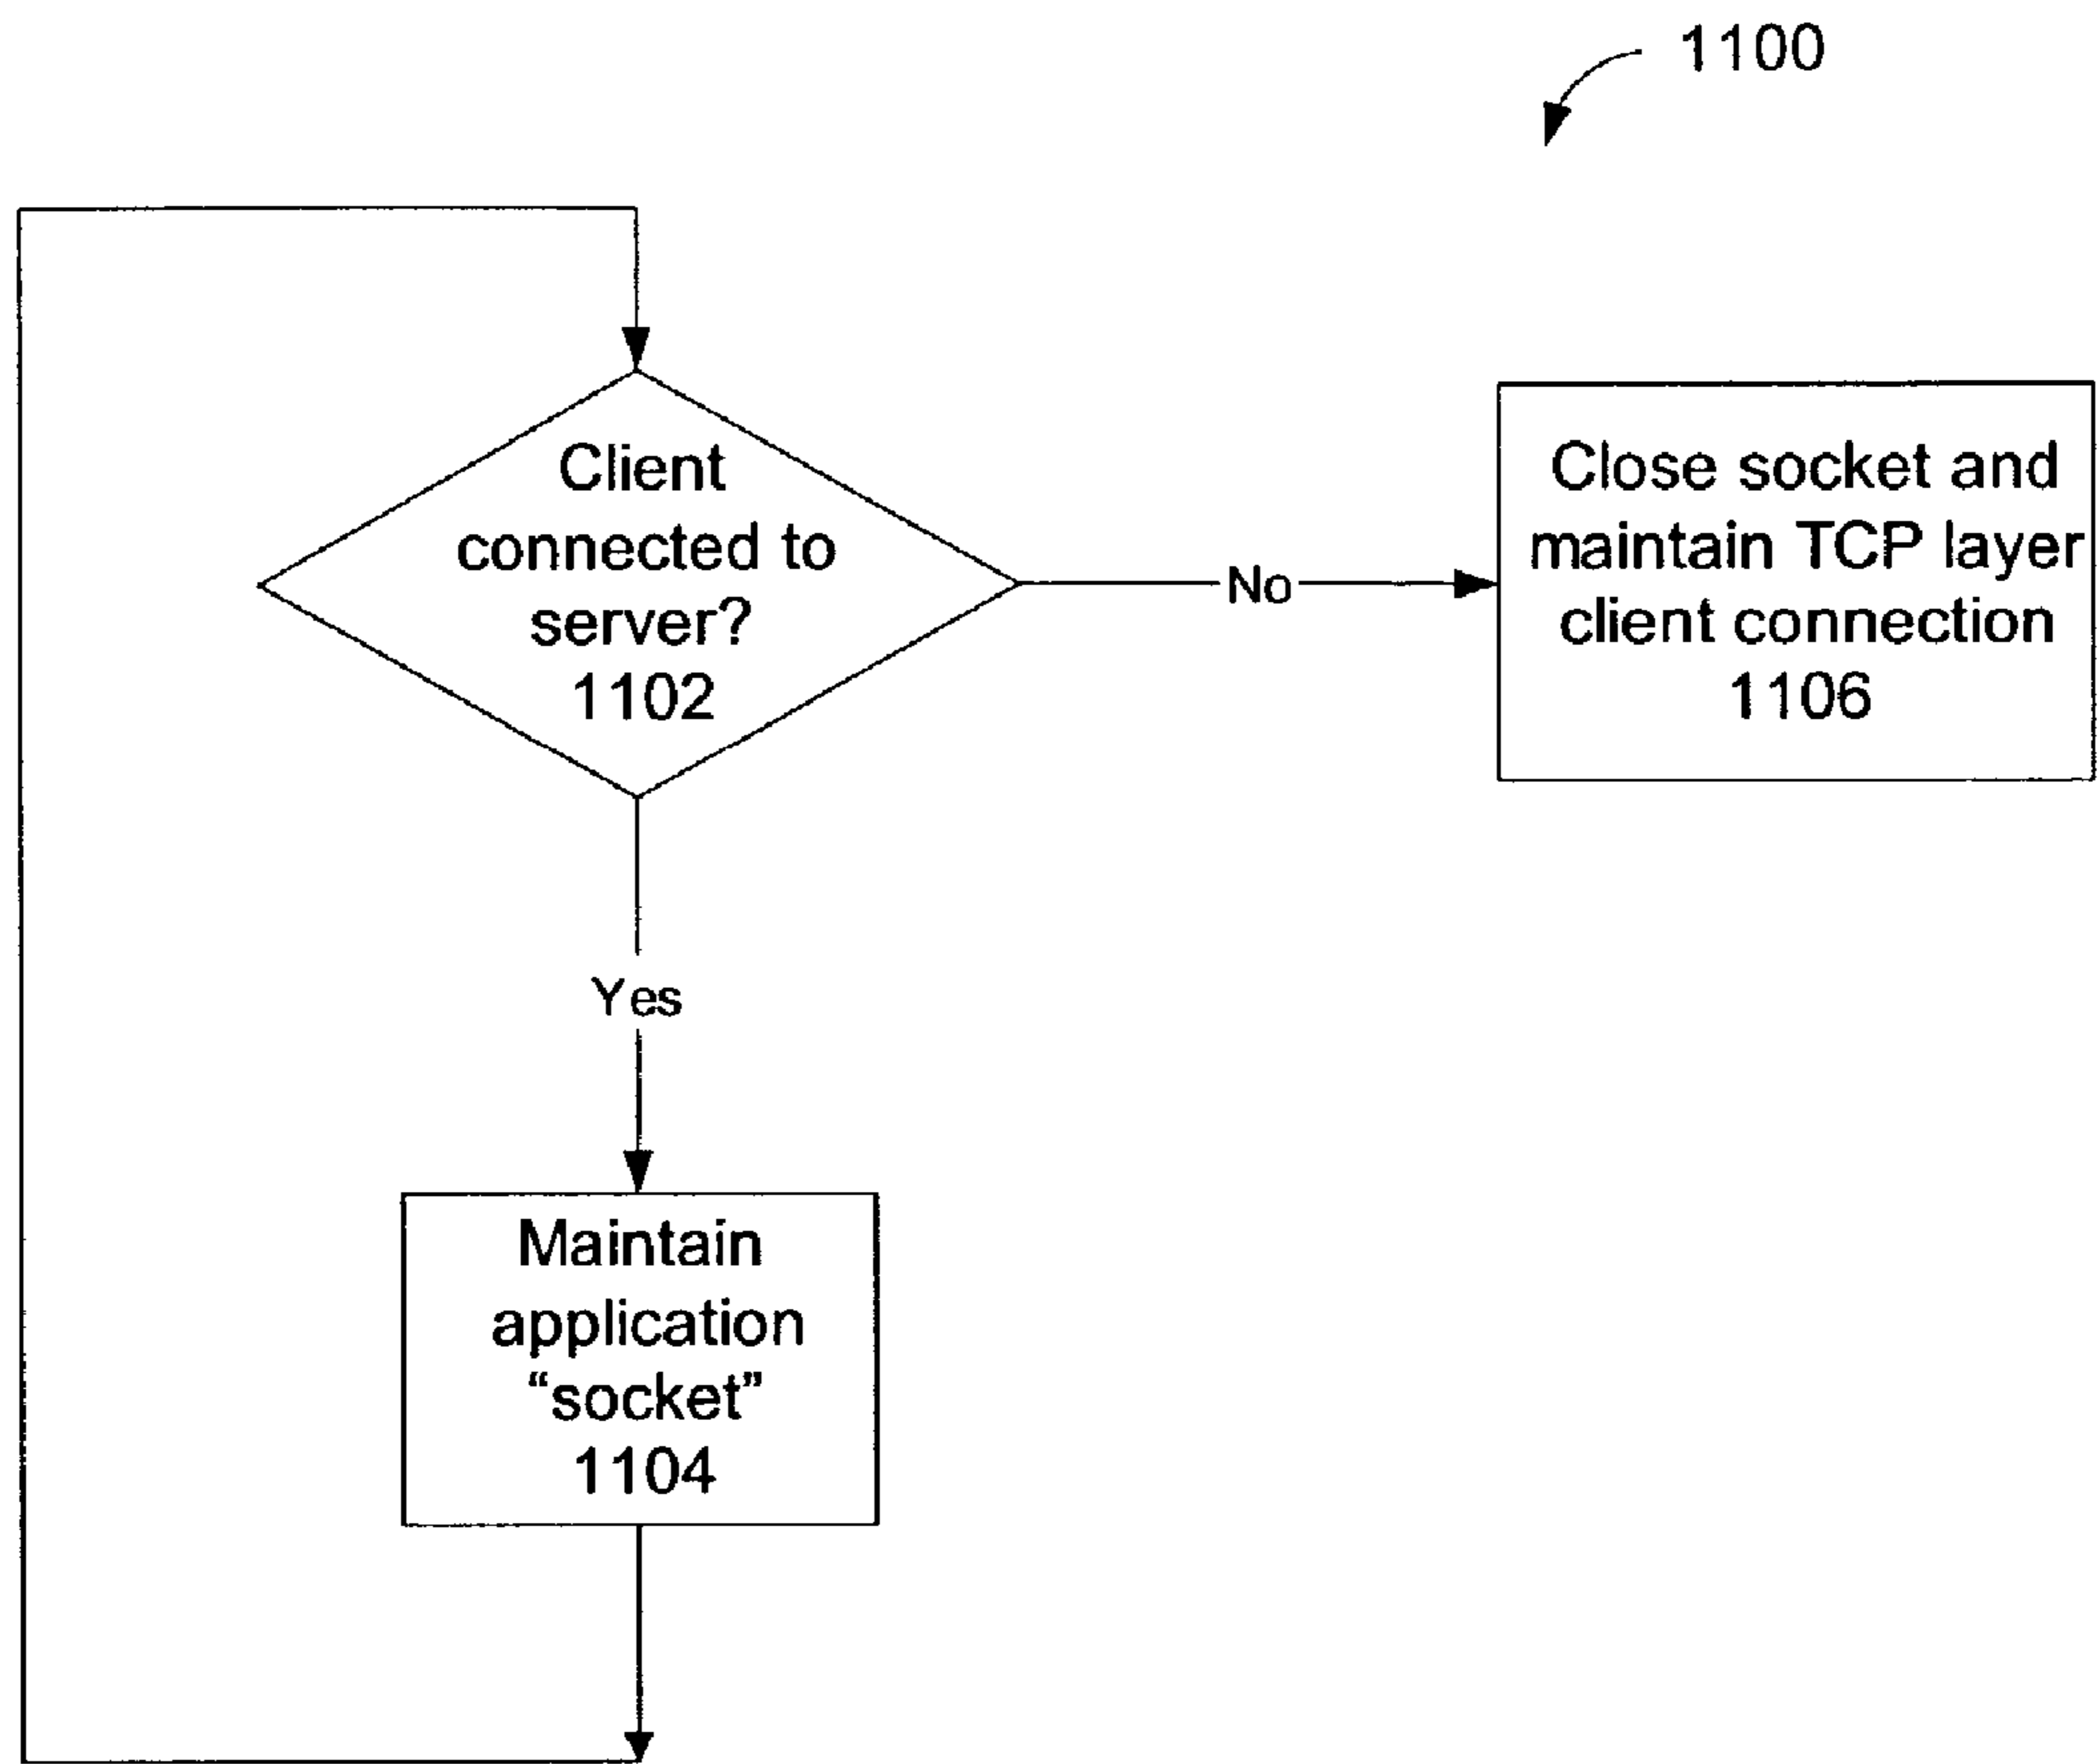 1100
Client
connected to
server?
1102
No
Close socket and
maintain TCP layer
client connection
1106
Yes
Maintain
application
“socket”
1104